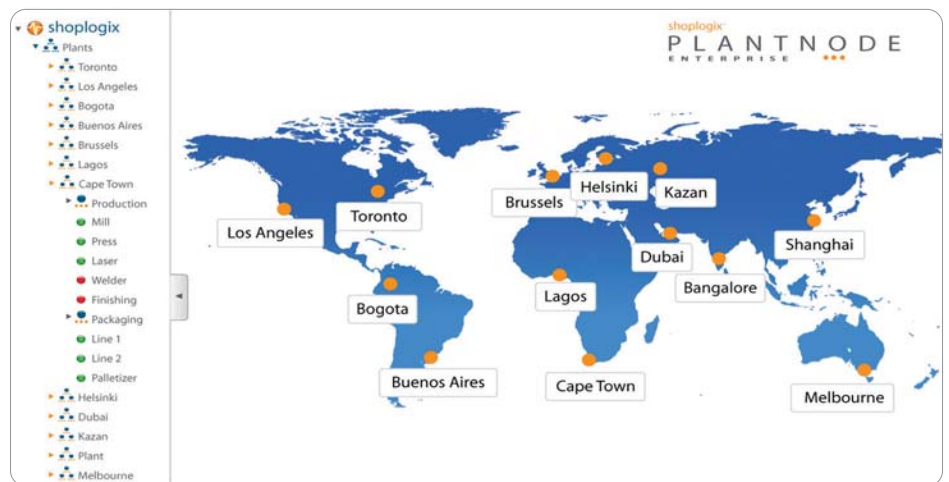 shoplogix
Plants
Toronto
Los Angeles
Bogota
Buenos Aires
Brussels
Lagos
Cape Town
Production
Mill
Press
Laser
Welder
Finishing
Packaging
Line 1
Line 2
Palletizer
Helsinki
Dubai
Kazan
Plant
Melbourne
shoplogix
PLANTNODE
ENTERPRISE
Helsinki
Brussels
Kazan
Toronto
Los Angeles
Shanghai
Dubai
Bangalore
Lagos
Bogota
Buenos Aires
Cape Town
Melbourne